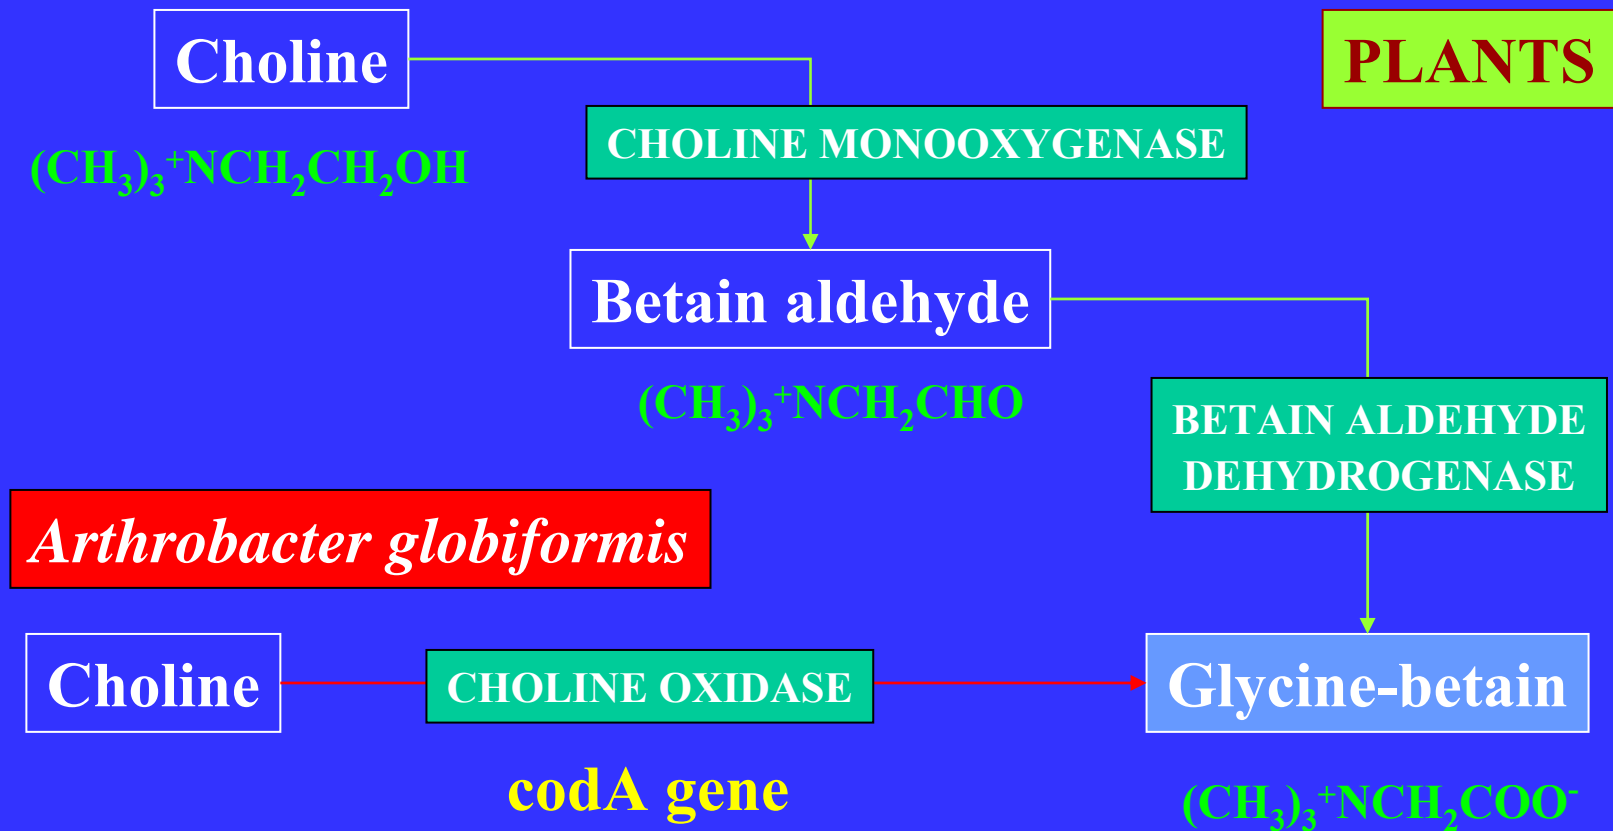 Choline
PLANTS
CHOLINE MONOOXYGENASE
(CH₃)₃⁺NCH₂CH₂OH
Betain aldehyde
(CH₃)₃⁺NCH₂CHO
BETAIN ALDEHYDE
DEHYDROGENASE
Arthrobacter globiformis
Choline
CHOLINE OXIDASE
Glycine-betain
codA gene
(CH₃)₃⁺NCH₂COO⁻